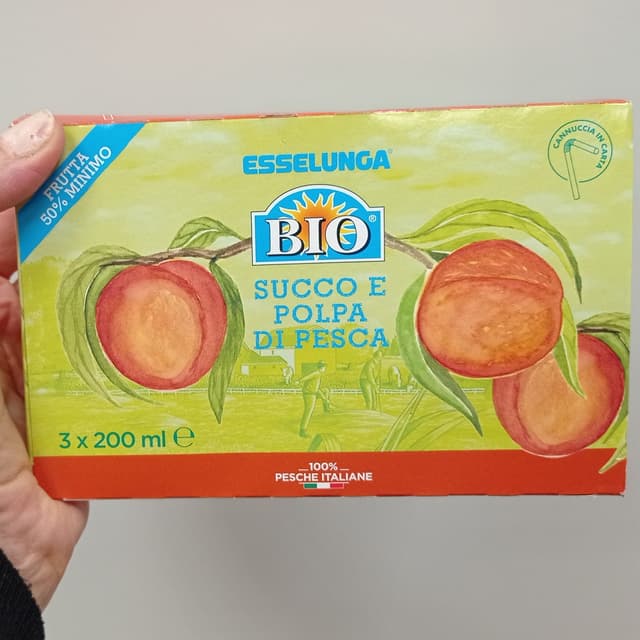 FRUTTA
50% MINIMO
ESSELUNGA®
BIO®
SUCCO E
POLPA
DI PESCA
CANNUCCIA IN CARTA
3 x 200 ml ℮
100%
PESCHE ITALIANE